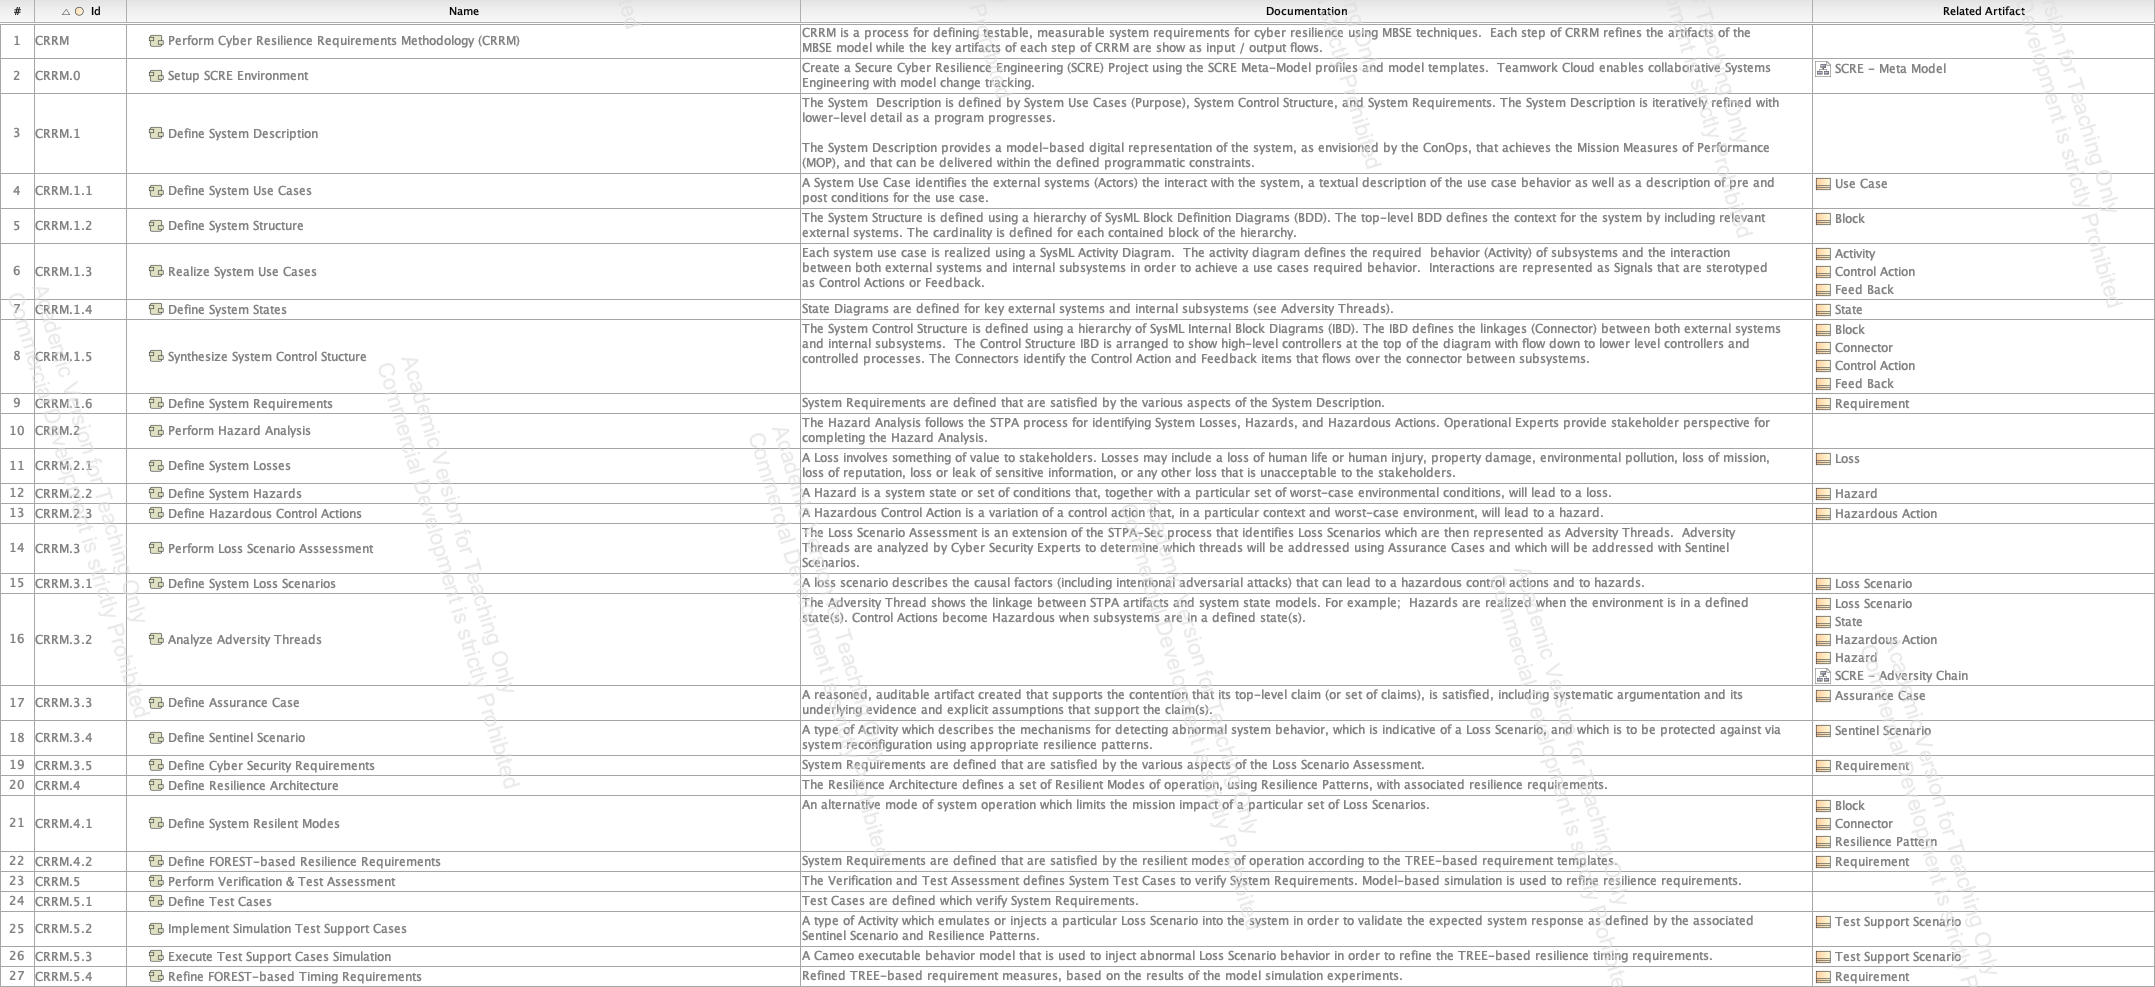 # Id Name Documentation Related Artifact
1 CRRM Perform Cyber Resilience Requirements Methodology (CRRM) CRRM is a process for defining testable, measurable system requirements for cyber resilience using MBSE techniques. Each step of CRRM refines the artifacts of the
MBSE model while the key artifacts of each step of CRRM are show as input / output flows.
2 CRRM.0 Setup SCRE Environment Create a Secure Cyber Resilience Engineering (SCRE) Project using the SCRE Meta-Model profiles and model templates. Teamwork Cloud enables collaborative Systems SCRE - Meta Model
Engineering with model change tracking.
3 CRRM.1 Define System Description The System Description is defined by System Use Cases (Purpose), System Control Structure, and System Requirements. The System Description is iteratively refined with
lower-level detail as a program progresses.
The System Description provides a model-based digital representation of the system, as envisioned by the ConOps, that achieves the Mission Measures of Performance
(MOP), and that can be delivered within the defined programmatic constraints.
4 CRRM.1.1 Define System Use Cases A System Use Case identifies the external systems (Actors) the interact with the system, a textual description of the use case behavior as well as a description of pre and Use Case
post conditions for the use case.
5 CRRM.1.2 Define System Structure The System Structure is defined using a hierarchy of SysML Block Definition Diagrams (BDD). The top-level BDD defines the context for the system by including relevant Block
external systems. The cardinality is defined for each contained block of the hierarchy.
6 CRRM.1.3 Realize System Use Cases Each system use case is realized using a SysML Activity Diagram. The activity diagram defines the required behavior (Activity) of subsystems and the interaction Activity
between both external systems and internal subsystems in order to achieve a use cases required behavior. Interactions are represented as Signals that are sterotyped Control Action
as Control Actions or Feedback. Feed Back
7 CRRM.1.4 Define System States State Diagrams are defined for key external systems and internal subsystems (see Adversity Threads). State
8 CRRM.1.5 Synthesize System Control Stucture The System Control Structure is defined using a hierarchy of SysML Internal Block Diagrams (IBD). The IBD defines the linkages (Connector) between both external systems Block
and internal subsystems. The Control Structure IBD is arranged to show high-level controllers at the top of the diagram with flow down to lower level controllers and Connector
controlled processes. The Connectors identify the Control Action and Feedback items that flows over the connector between subsystems. Control Action
Feed Back
9 CRRM.1.6 Define System Requirements System Requirements are defined that are satisfied by the various aspects of the System Description. Requirement
10 CRRM.2 Perform Hazard Analysis The Hazard Analysis follows the STPA process for identifying System Losses, Hazards, and Hazardous Actions. Operational Experts provide stakeholder perspective for
completing the Hazard Analysis.
11 CRRM.2.1 Define System Losses A Loss involves something of value to stakeholders. Losses may include a loss of human life or human injury, property damage, environmental pollution, loss of mission, Loss
loss of reputation, loss or leak of sensitive information, or any other loss that is unacceptable to the stakeholders.
12 CRRM.2.2 Define System Hazards A Hazard is a system state or set of conditions that, together with a particular set of worst-case environmental conditions, will lead to a loss. Hazard
13 CRRM.2.3 Define Hazardous Control Actions A Hazardous Control Action is a variation of a control action that, in a particular context and worst-case environment, will lead to a hazard. Hazardous Action
14 CRRM.3 Perform Loss Scenario Asssessment The Loss Scenario Assessment is an extension of the STPA-Sec process that identifies Loss Scenarios which are then represented as Adversity Threads. Adversity
Threads are analyzed by Cyber Security Experts to determine which threads will be addressed using Assurance Cases and which will be addressed with Sentinel
Scenarios.
15 CRRM.3.1 Define System Loss Scenarios A loss scenario describes the causal factors (including intentional adversarial attacks) that can lead to a hazardous control actions and to hazards. Loss Scenario
16 CRRM.3.2 Analyze Adversity Threads The Adversity Thread shows the linkage between STPA artifacts and system state models. For example; Hazards are realized when the environment is in a defined Loss Scenario
state(s). Control Actions become Hazardous when subsystems are in a defined state(s). State
Hazardous Action
Hazard
SCRE - Adversity Chain
17 CRRM.3.3 Define Assurance Case A reasoned, auditable artifact created that supports the contention that its top-level claim (or set of claims), is satisfied, including systematic argumentation and its Assurance Case
underlying evidence and explicit assumptions that support the claim(s).
18 CRRM.3.4 Define Sentinel Scenario A type of Activity which describes the mechanisms for detecting abnormal system behavior, which is indicative of a Loss Scenario, and which is to be protected against via Sentinel Scenario
system reconfiguration using appropriate resilience patterns.
19 CRRM.3.5 Define Cyber Security Requirements System Requirements are defined that are satisfied by the various aspects of the Loss Scenario Assessment. Requirement
20 CRRM.4 Define Resilience Architecture The Resilience Architecture defines a set of Resilient Modes of operation, using Resilience Patterns, with associated resilience requirements.
21 CRRM.4.1 Define System Resilent Modes An alternative mode of system operation which limits the mission impact of a particular set of Loss Scenarios. Block
Connector
Resilience Pattern
22 CRRM.4.2 Define FOREST-based Resilience Requirements System Requirements are defined that are satisfied by the resilient modes of operation according to the TREE-based requirement templates. Requirement
23 CRRM.5 Perform Verification & Test Assessment The Verification and Test Assessment defines System Test Cases to verify System Requirements. Model-based simulation is used to refine resilience requirements.
24 CRRM.5.1 Define Test Cases Test Cases are defined which verify System Requirements.
25 CRRM.5.2 Implement Simulation Test Support Cases A type of Activity which emulates or injects a particular Loss Scenario into the system in order to validate the expected system response as defined by the associated Test Support Scenario
Sentinel Scenario and Resilience Patterns.
26 CRRM.5.3 Execute Test Support Cases Simulation A Cameo executable behavior model that is used to inject abnormal Loss Scenario behavior in order to refine the TREE-based resilience timing requirements. Test Support Scenario
27 CRRM.5.4 Refine FOREST-based Timing Requirements Refined TREE-based requirement measures, based on the results of the model simulation experiments. Requirement
Academic Version for Teaching Only
Commercial Development is strictly Prohibited